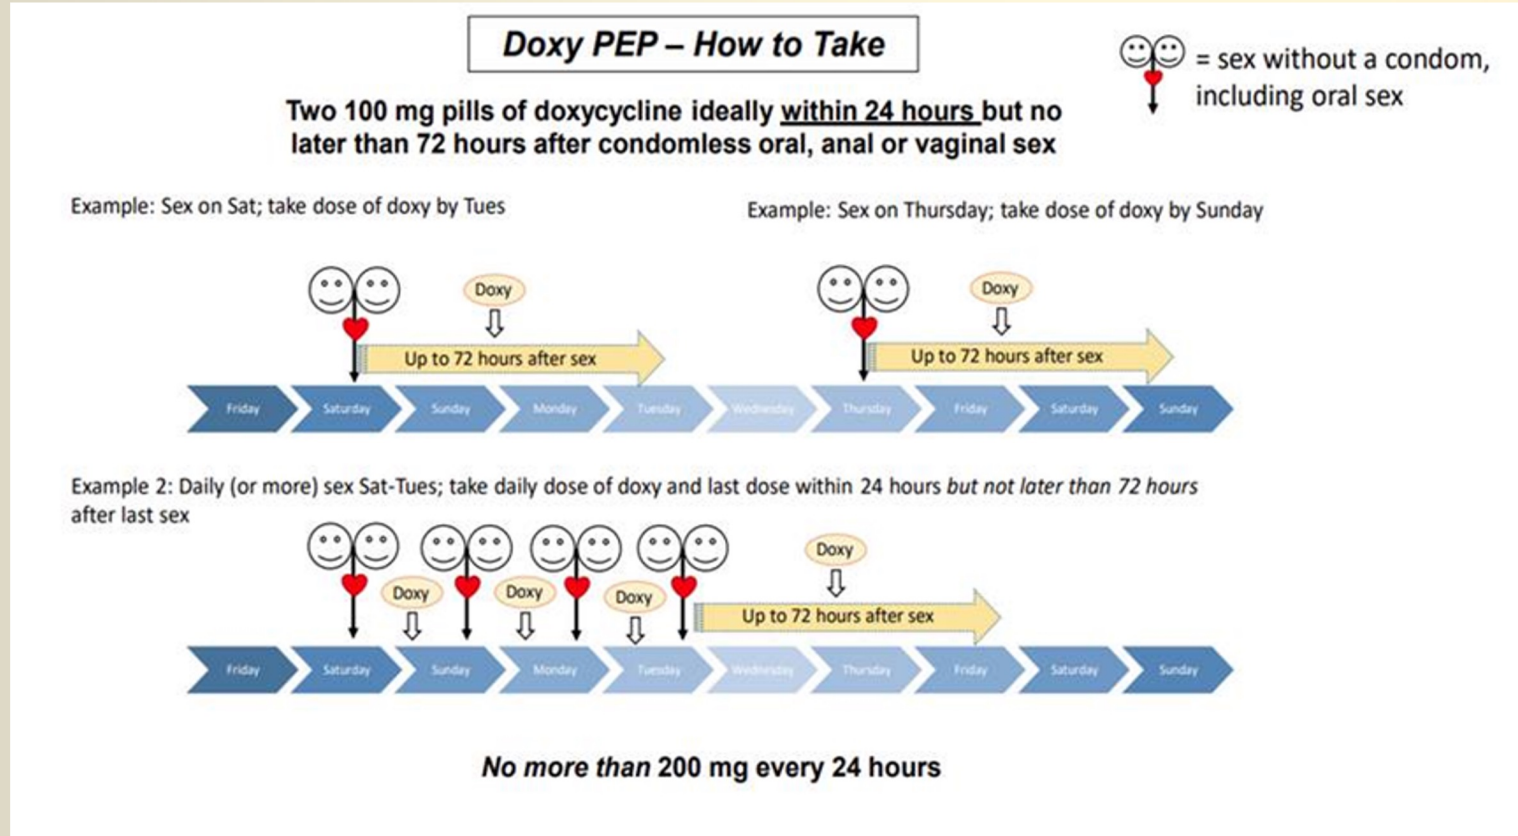 Doxy PEP – How to Take
= sex without a condom,
including oral sex
Two 100 mg pills of doxycycline ideally within 24 hours but no
later than 72 hours after condomless oral, anal or vaginal sex
Example: Sex on Sat; take dose of doxy by Tues
Example: Sex on Thursday; take dose of doxy by Sunday
Doxy
Doxy
Up to 72 hours after sex
Up to 72 hours after sex
Friday Saturday Sunday Monday Tuesday Wednesday Thursday Friday Saturday Sunday
Example 2: Daily (or more) sex Sat-Tues; take daily dose of doxy and last dose within 24 hours but not later than 72 hours
after last sex
Doxy
Doxy Doxy Doxy
Up to 72 hours after sex
Friday Saturday Sunday Monday Tuesday Wednesday Thursday Friday Saturday Sunday
No more than 200 mg every 24 hours